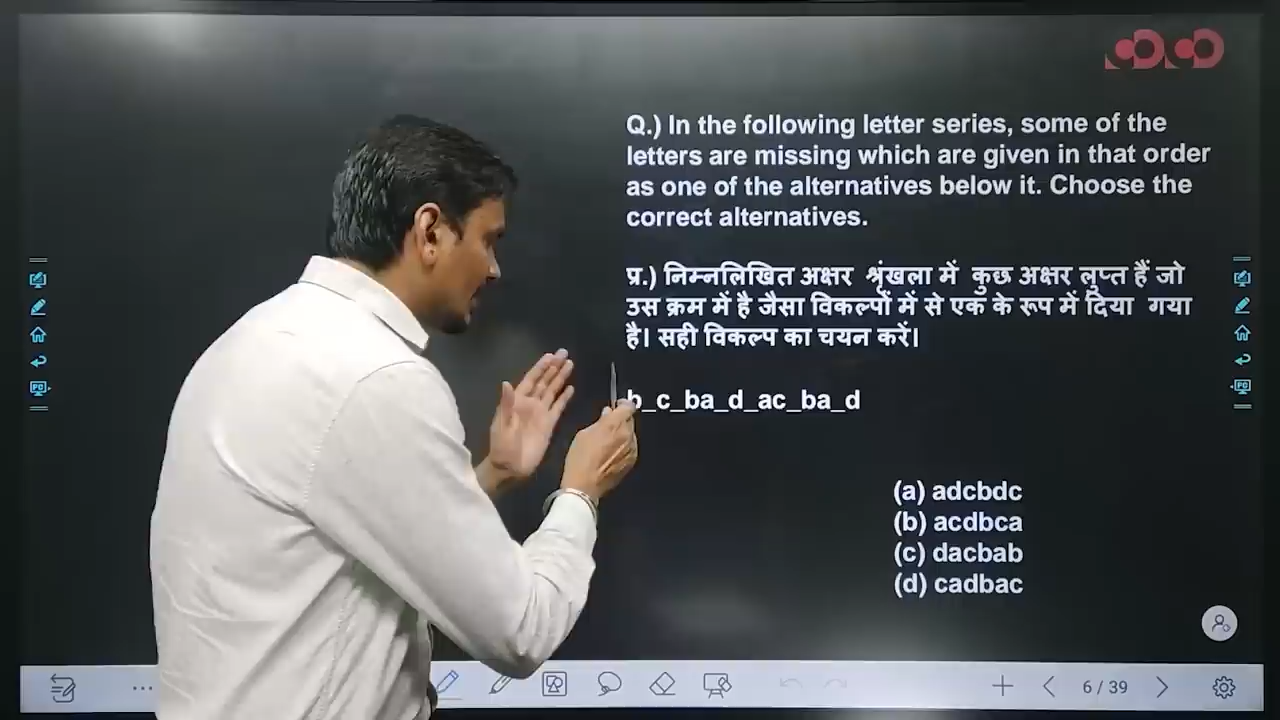 Q.) In the following letter series, some of the
letters are missing which are given in that order
as one of the alternatives below it. Choose the
correct alternatives.
प्र.) निम्नलिखित अक्षर श्रृंखला में कुछ अक्षर लुप्त हैं जो
उस क्रम में है जैसा विकल्पों में से एक के रूप में दिया गया
है। सही विकल्प का चयन करें।
b_c_ba_d_ac_ba_d
(a) adcbdc
(b) acdbca
(c) dacbab
(d) cadbac
PC
PC
6 / 39